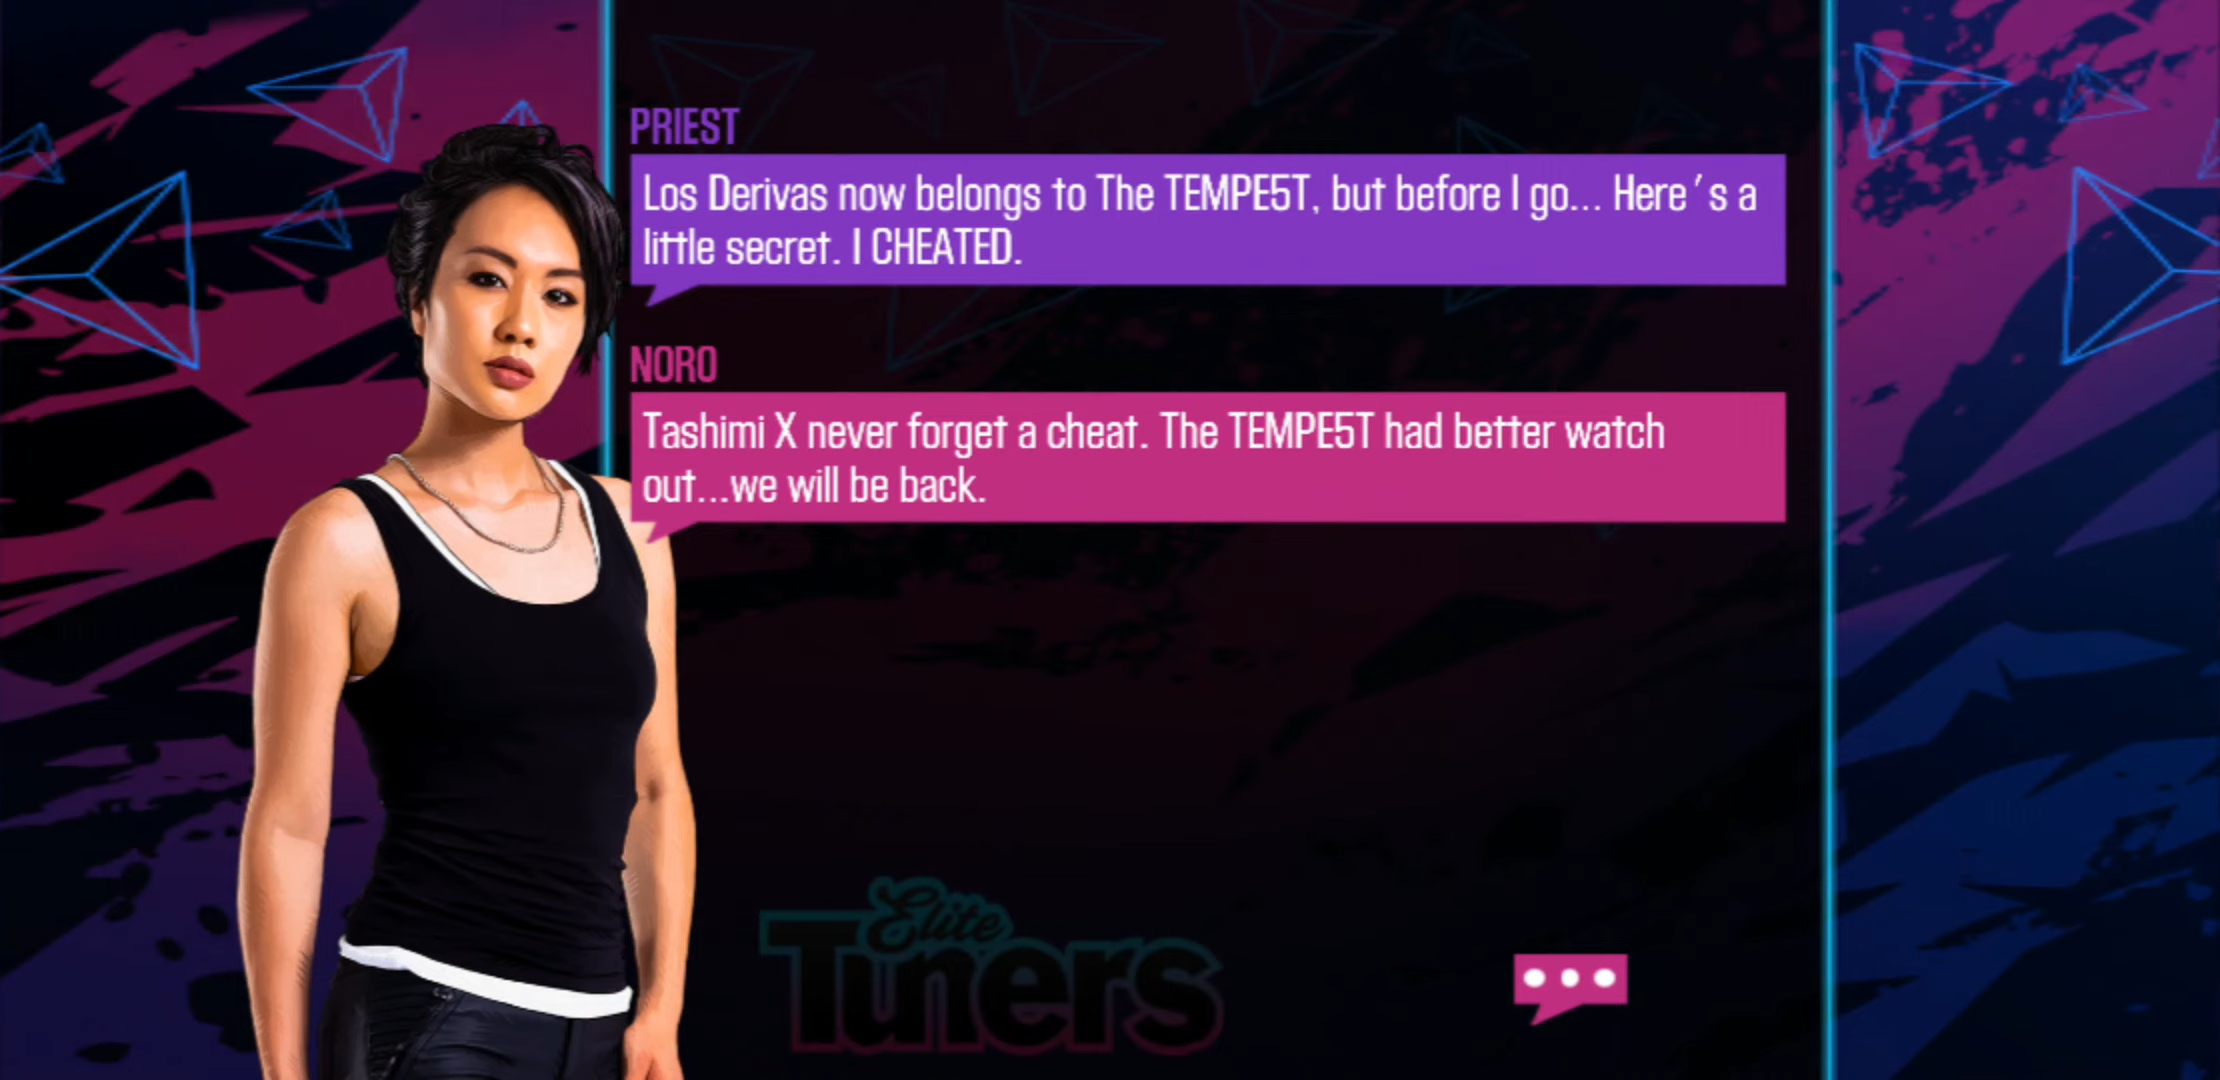 PRIEST
Los Derivas now belongs to The TEMPE5T, but before I go... Here's a
little secret. I CHEATED.
NORO
Tashimi X never forget a cheat. The TEMPE5T had better watch
out...we will be back.
Elite
Tuners